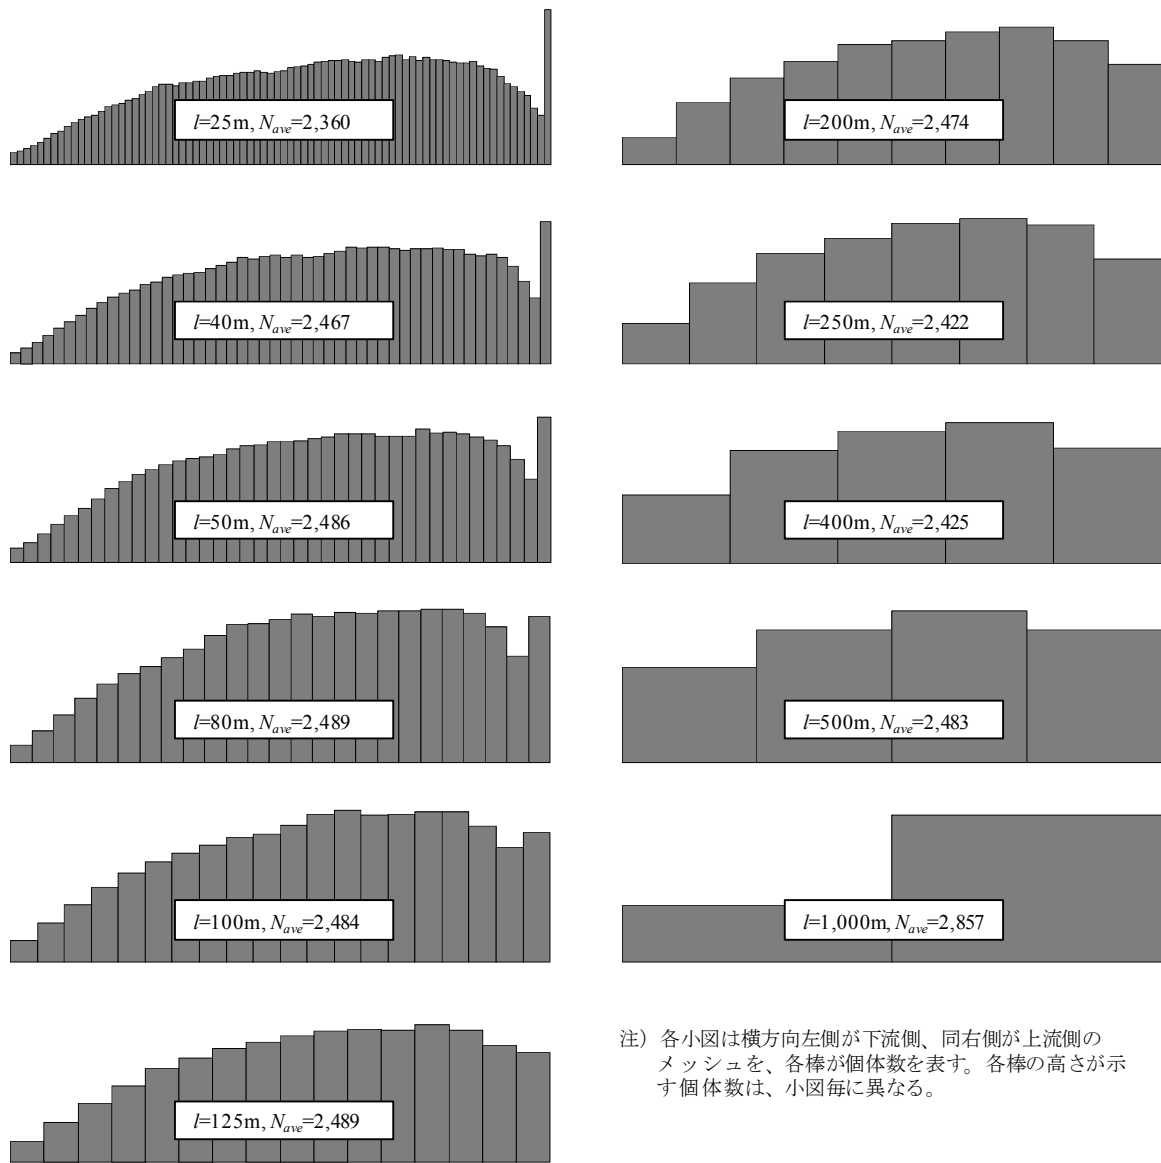 l=25m, Nave=2,360
l=40m, Nave=2,467
l=50m, Nave=2,486
l=80m, Nave=2,489
l=100m, Nave=2,484
l=125m, Nave=2,489
l=200m, Nave=2,474
l=250m, Nave=2,422
l=400m, Nave=2,425
l=500m, Nave=2,483
l=1,000m, Nave=2,857
注）各小図は横方向左側が下流側、同右側が上流側の
メッシュを、各棒が個体数を表す。各棒の高さが示
す個体数は、小図毎に異なる。